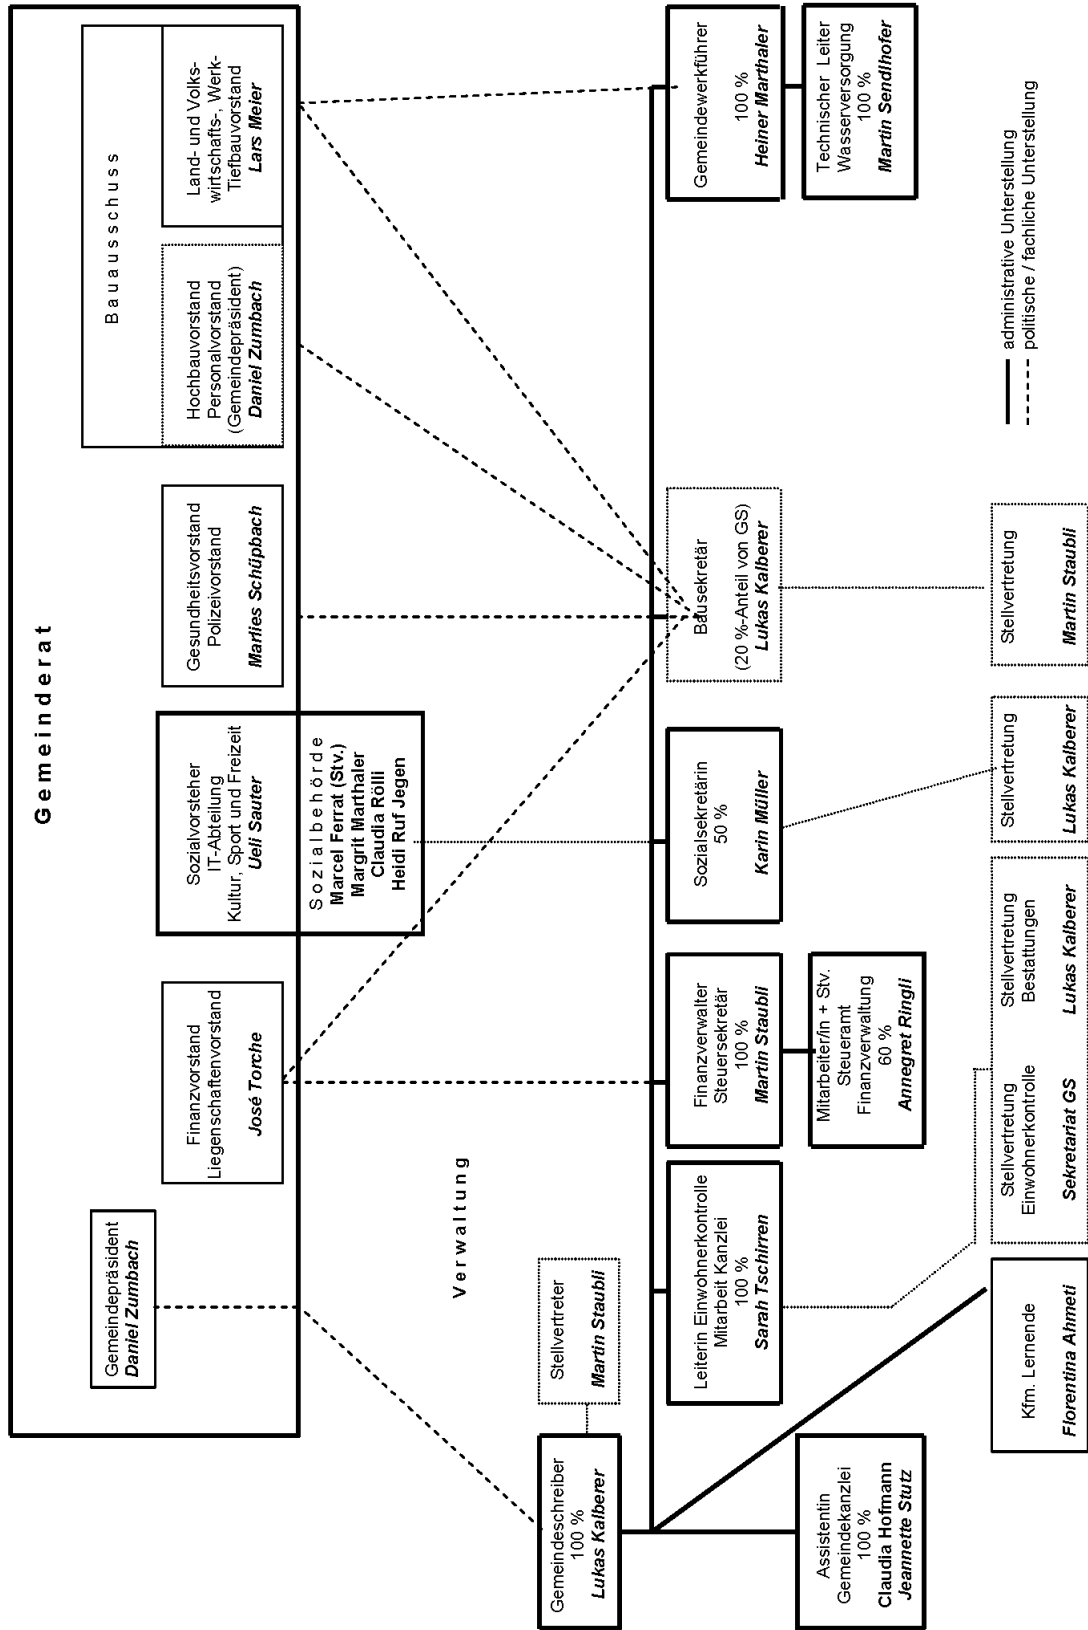 G e m e i n d e r a t
Gemeindepräsident
Daniel Zumbach
Finanzvorstand
Liegenschaftenvorstand
José Torche
Sozialvorsteher
IT-Abteilung
Kultur, Sport und Freizeit
Ueli Sauter
S o z i a l b e h ö r d e
Marcel Ferrat (Stv.)
Margrit Marthaler
Claudia Rölli
Heidi Ruf Jegen
Gesundheitsvorstand
Polizeivorstand
Marlies Schüpbach
B a u a u s s c h u s s
Hochbauvorstand
Personalvorstand
(Gemeindepräsident)
Daniel Zumbach
Land- und Volks-
wirtschafts-, Werk-
Tiefbauvorstand
Lars Meier
V e r w a l t u n g
Gemeindeschreiber
100 %
Lukas Kalberer
Stellvertreter
Martin Staubli
Leiterin Einwohnerkontrolle
Mitarbeit Kanzlei
100 %
Sarah Tschirren
Finanzverwalter
Steuersekretär
100 %
Martin Staubli
Sozialsekretärin
50 %
Karin Müller
Bausekretär
(20 %-Anteil von GS)
Lukas Kalberer
Gemeindewerkführer
100 %
Heiner Marthaler
Assistentin
Gemeindekanzlei
100 %
Claudia Hofmann
Jeannette Stutz
Mitarbeiter/in + Stv.
Steueramt
Finanzverwaltung
60 %
Annegret Ringli
Technischer Leiter
Wasserversorgung
100 %
Martin Sendlhofer
Kfm. Lernende
Florentina Ahmeti
Stellvertretung
Einwohnerkontrolle
Sekretariat GS
Stellvertretung
Bestattungen
Lukas Kalberer
Stellvertretung
Lukas Kalberer
Stellvertretung
Martin Staubli
administrative Unterstellung
politische / fachliche Unterstellung